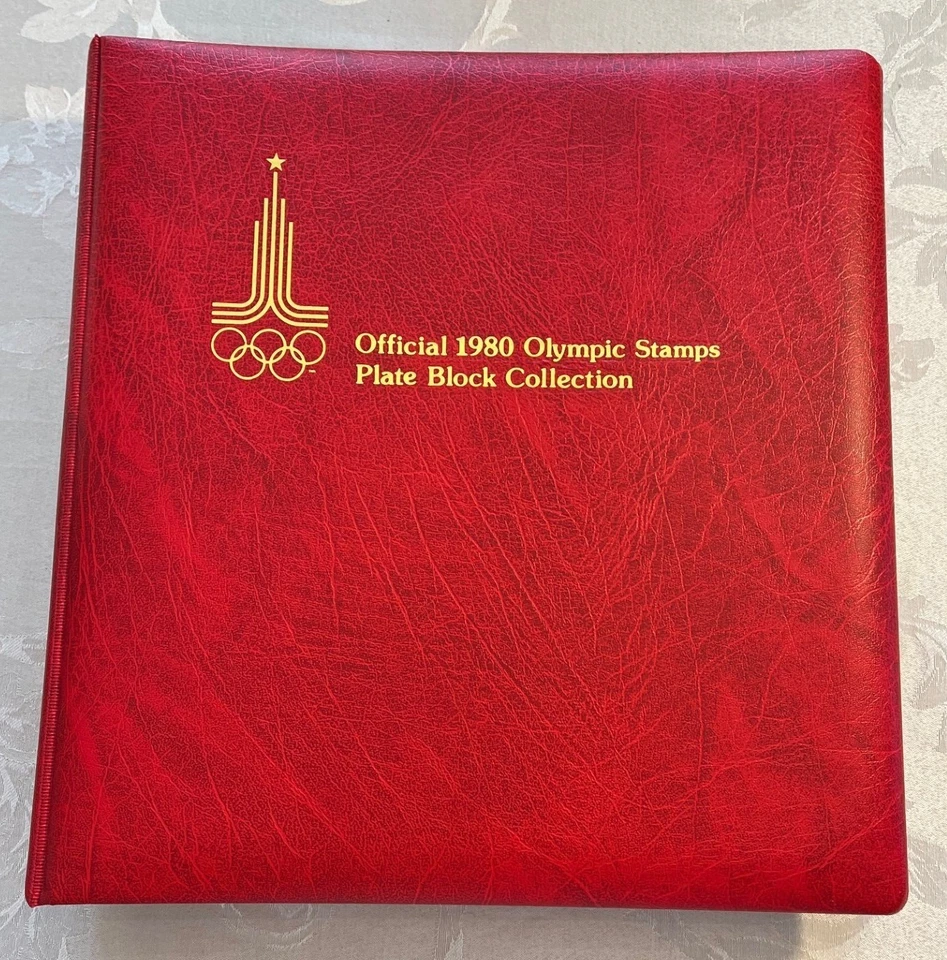 Official 1980 Olympic Stamps
Plate Block Collection